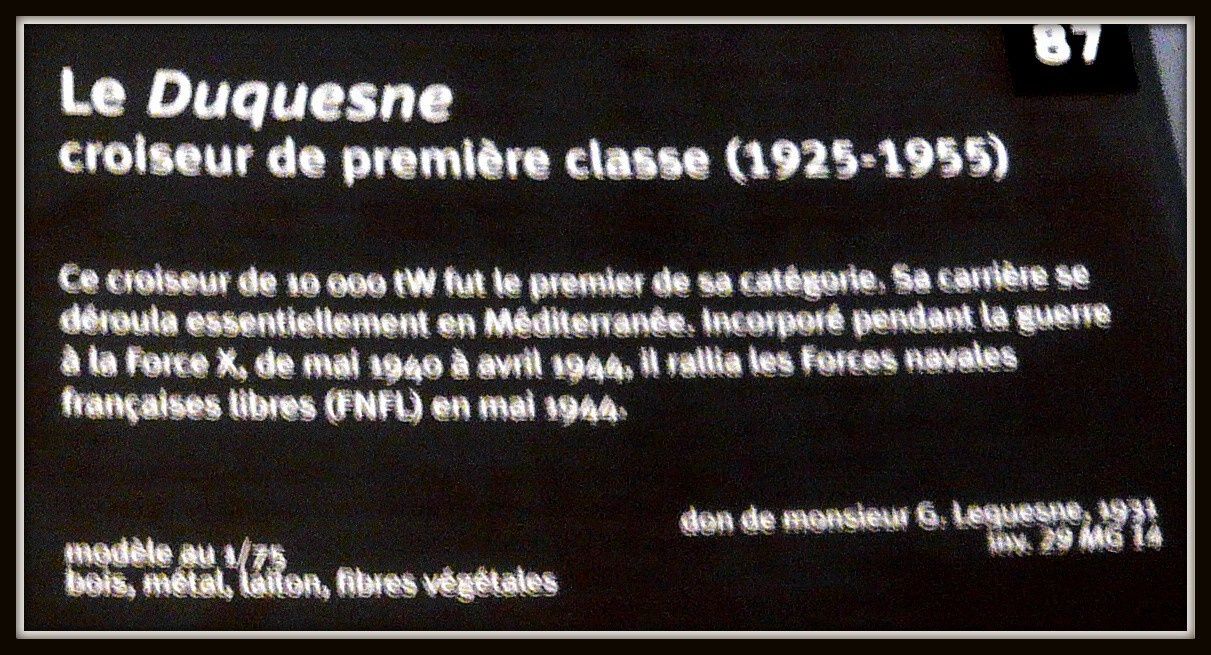 87
Le Duquesne
croiseur de première classe (1925-1955)
Ce croiseur de 10 000 tW fut le premier de sa catégorie. Sa carrière se
déroula essentiellement en Méditerranée. Incorporé pendant la guerre
à la Force X, de mai 1940 à avril 1944, il rallia les Forces navales
françaises libres (FNFL) en mai 1944.
don de monsieur G. Lequesne, 1931
inv. 29 MG 14
modèle au 1/75
bois, métal, laiton, fibres végétales